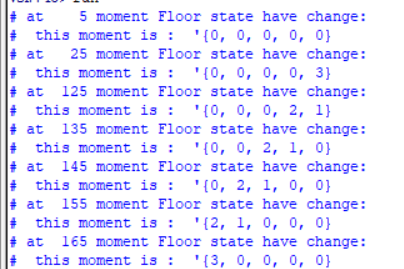 # at    5 moment Floor state have change:
#  this moment is :  '{0, 0, 0, 0, 0}
# at   25 moment Floor state have change:
#  this moment is :  '{0, 0, 0, 0, 3}
# at  125 moment Floor state have change:
#  this moment is :  '{0, 0, 0, 2, 1}
# at  135 moment Floor state have change:
#  this moment is :  '{0, 0, 2, 1, 0}
# at  145 moment Floor state have change:
#  this moment is :  '{0, 2, 1, 0, 0}
# at  155 moment Floor state have change:
#  this moment is :  '{2, 1, 0, 0, 0}
# at  165 moment Floor state have change:
#  this moment is :  '{3, 0, 0, 0, 0}